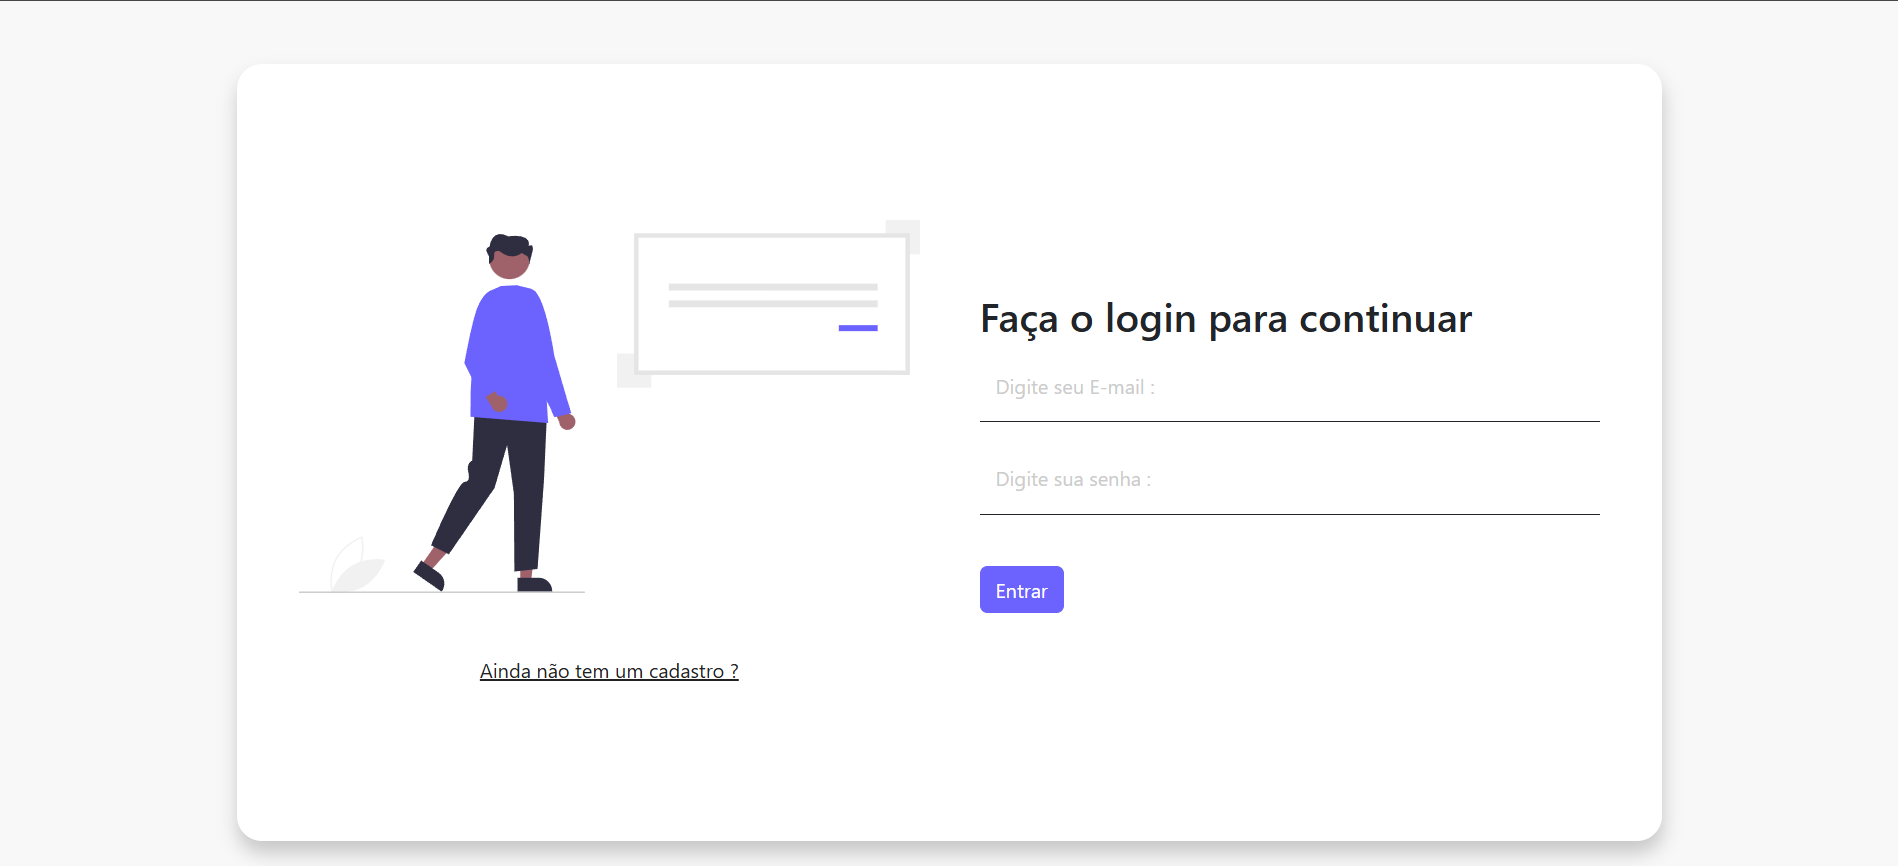 Faça o login para continuar
Digite seu E-mail :
Digite sua senha :
Entrar
Ainda não tem um cadastro ?